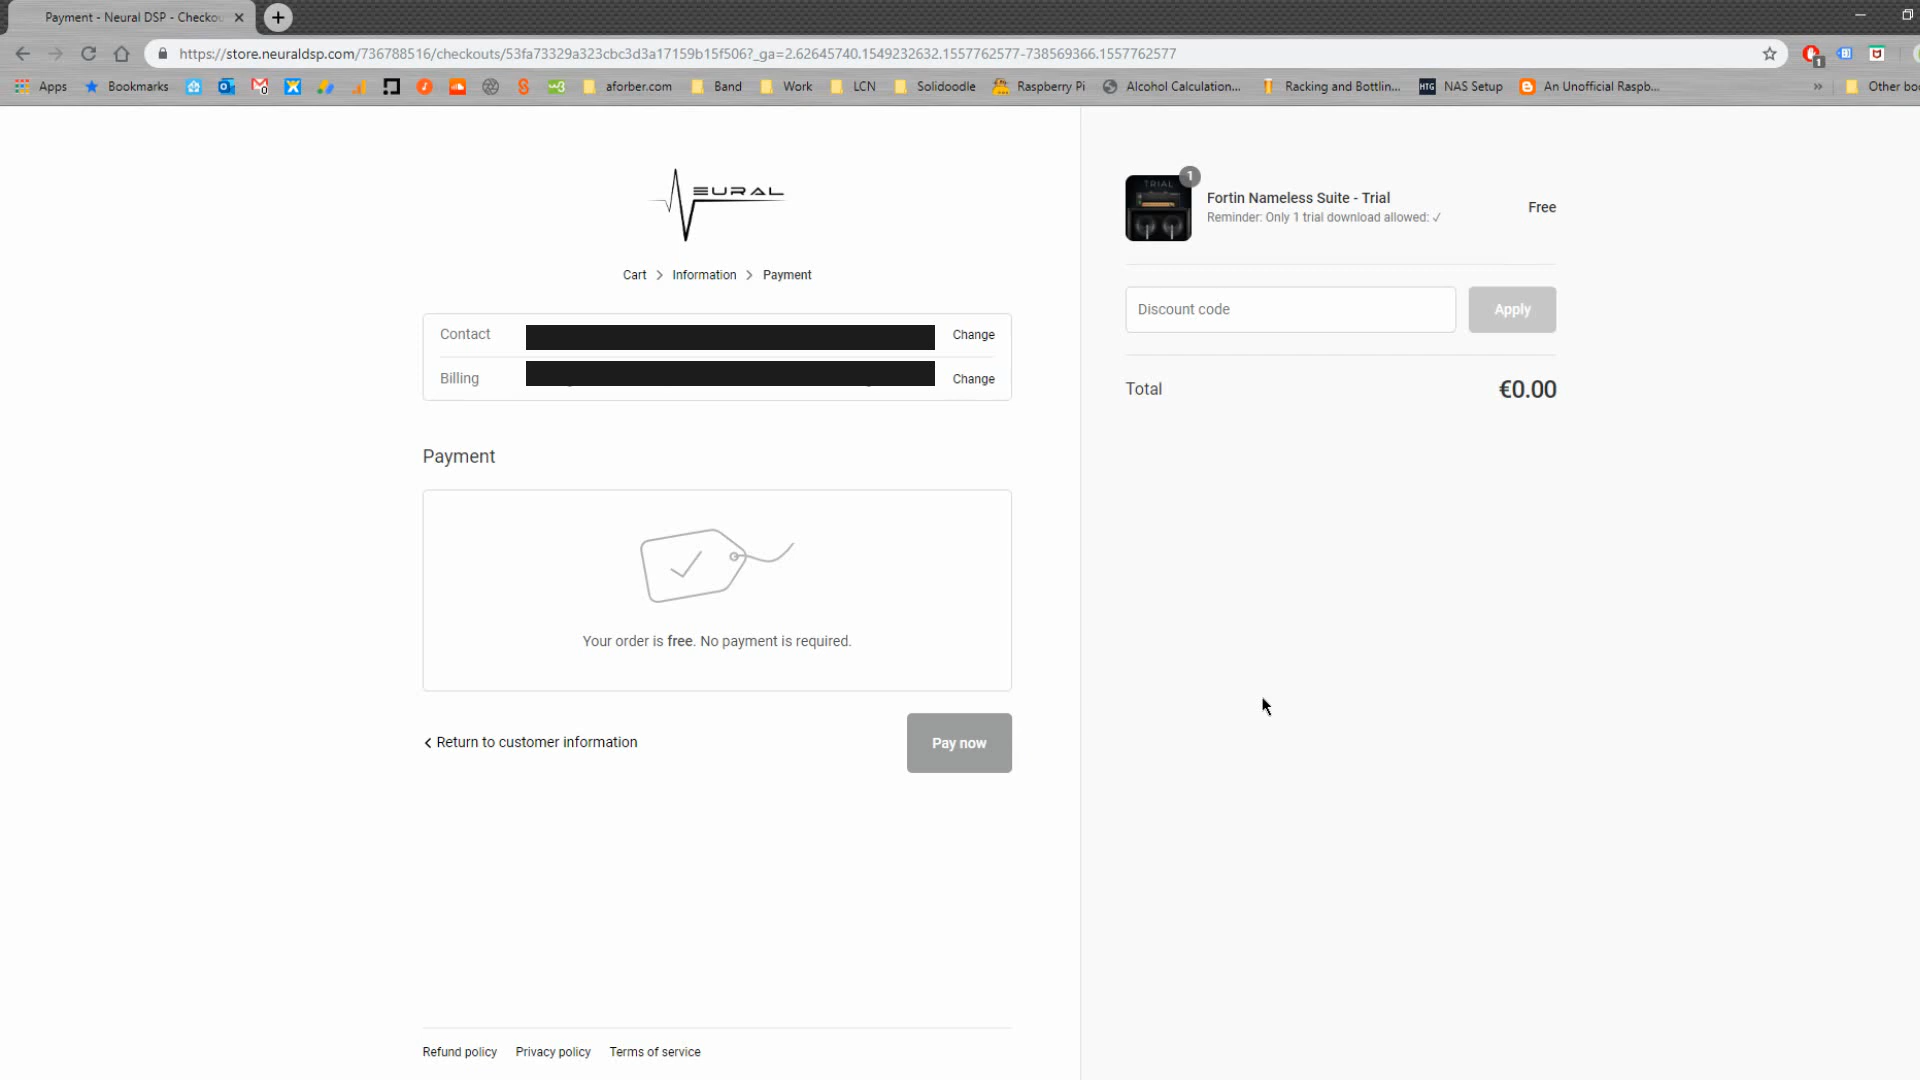 Payment - Neural DSP - Checko
https://store.neuraldsp.com/736788516/checkouts/53fa73329a323cbc3d3a17159b15f506?_ga=2.62645740.1549232632.1557762577-738569366.1557762577
1
Apps
Bookmarks
0
aforber.com
Band
Work
LCN
Solidoodle
Raspberry Pi
Alcohol Calculation...
Racking and Bottlin...
HTG
NAS Setup
An Unofficial Raspb...
»
Other boo
EURAL
Cart > Information > Payment
Contact
Change
Billing
Change
Payment
Your order is free. No payment is required.
< Return to customer information
Pay now
Refund policy
Privacy policy
Terms of service
TRIAL
1
Fortin Nameless Suite - Trial
Reminder: Only 1 trial download allowed: ✓
Free
Discount code
Apply
Total
€0.00